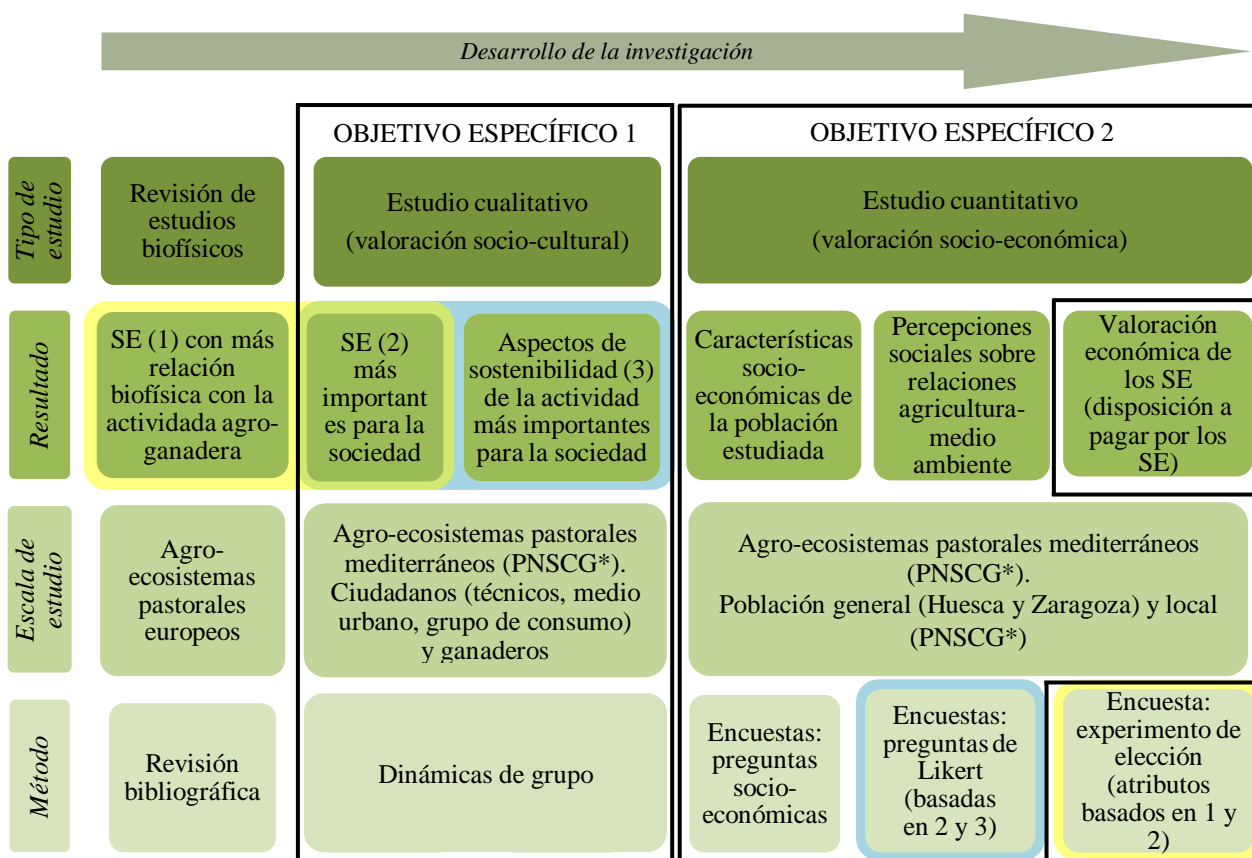 Desarrollo de la investigación
OBJETIVO ESPECÍFICO 1
OBJETIVO ESPECÍFICO 2
Tipo de
estudio
Revisión de
estudios
biofísicos
Estudio cualitativo
(valoración socio-cultural)
Estudio cuantitativo
(valoración socio-económica)
Resultado
SE (1) con más
relación
biofísica con la
actividada agro-
ganadera
SE (2)
más
important
es para la
sociedad
Aspectos de
sostenibilidad (3)
de la actividad
más importantes
para la sociedad
Características
socio-
económicas de
la población
estudiada
Percepciones
sociales sobre
relaciones
agricultura-
medio
ambiente
Valoración
económica de
los SE
(disposición a
pagar por los
SE)
Escala de
estudio
Agro-
ecosistemas
pastorales
europeos
Agro-ecosistemas pastorales
mediterráneos (PNSCG*).
Ciudadanos (técnicos, medio
urbano, grupo de consumo)
y ganaderos
Agro-ecosistemas pastorales mediterráneos
(PNSCG*).
Población general (Huesca y Zaragoza) y local
(PNSCG*)
Método
Revisión
bibliográfica
Dinámicas de grupo
Encuestas:
preguntas
socio-
económicas
Encuestas:
preguntas de
Likert
(basadas
en 2 y 3)
Encuesta:
experimento de
elección
(atributos
basados en 1 y
2)